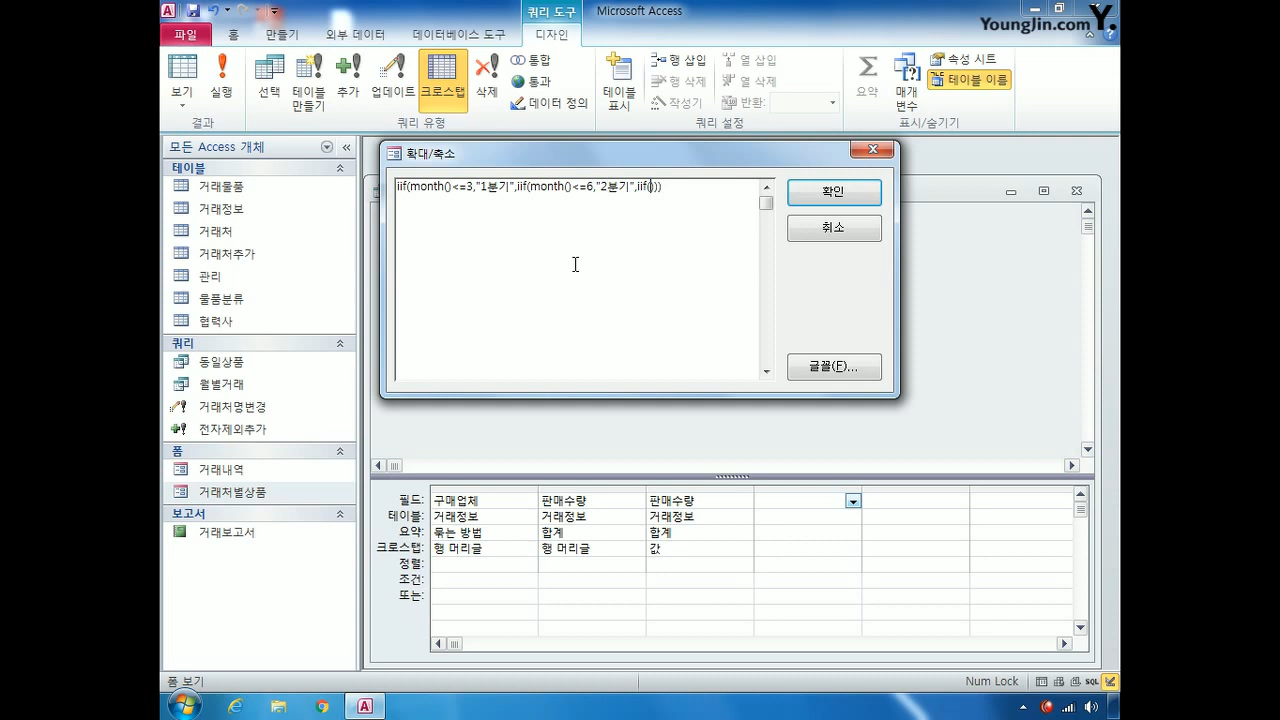 쿼리 도구
Microsoft Access
YoungJin.com Y.
파일
홈
만들기
외부 데이터
데이터베이스 도구
디자인
보기
실행
선택
테이블
만들기
추가
업데이트
크로스탭
삭제
통합
통과
데이터 정의
테이블
표시
행 삽입
행 삭제
작성기
열 삽입
열 삭제
반환:
요약
매개
변수
속성 시트
테이블 이름
결과
쿼리 유형
쿼리 설정
표시/숨기기
모든 Access 개체
테이블
거래물품
거래정보
거래처
거래처추가
관리
물품분류
협력사
쿼리
동일상품
월별거래
거래처명변경
전자제외추가
폼
거래내역
거래처별상품
보고서
거래보고서
확대/축소
iif(month()<=3,"1분기",iif(month()<=6,"2분기",iif()))
확인
취소
글꼴(F)...
필드: 구매업체 판매수량 판매수량
테이블: 거래정보 거래정보 거래정보
요약: 묶는 방법 합계 합계
크로스탭: 행 머리글 행 머리글 값
정렬:
조건:
또는:
폼 보기
Num Lock
SQL